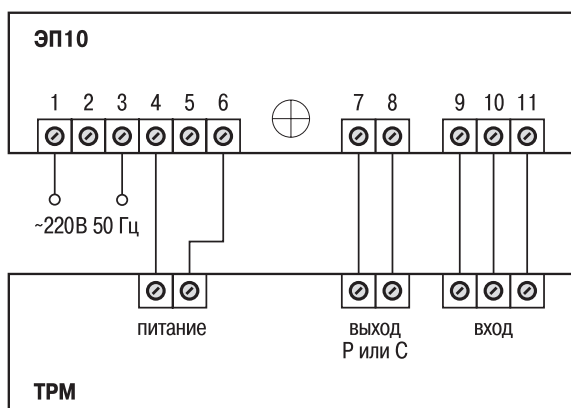 ЭП10
1 2 3 4 5 6 7 8 9 10 11
~220В 50 Гц
питание
выход
Р или С
вход
ТРМ